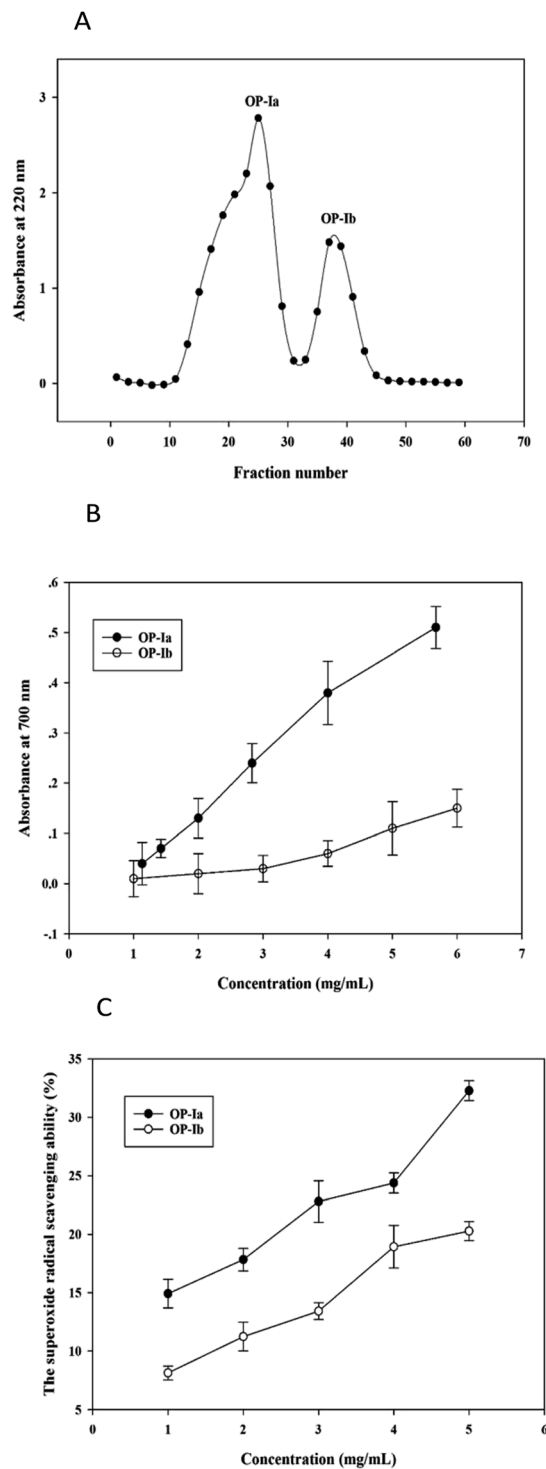 A
OP-Ia
OP-Ib
3
2
1
0
Absorbance at 220 nm
0 10 20 30 40 50 60 70
Fraction number
B
.6
.5
.4
.3
.2
.1
0.0
-.1
OP-Ia
OP-Ib
Absorbance at 700 nm
0 1 2 3 4 5 6 7
Concentration (mg/mL)
C
35
30
25
20
15
10
5
OP-Ia
OP-Ib
The superoxide radical scavenging ability (%)
0 1 2 3 4 5 6
Concentration (mg/mL)